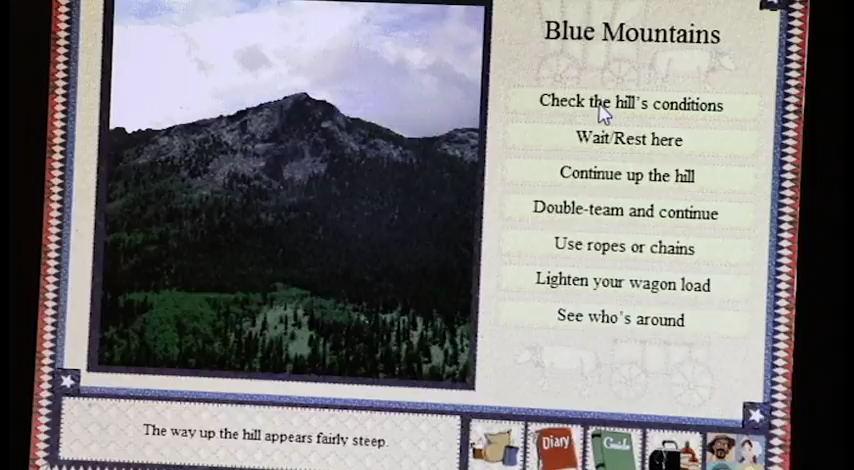 Blue Mountains
Check the hill's conditions
Wait/Rest here
Continue up the hill
Double-team and continue
Use ropes or chains
Lighten your wagon load
See who's around
The way up the hill appears fairly steep.
Diary
Guide